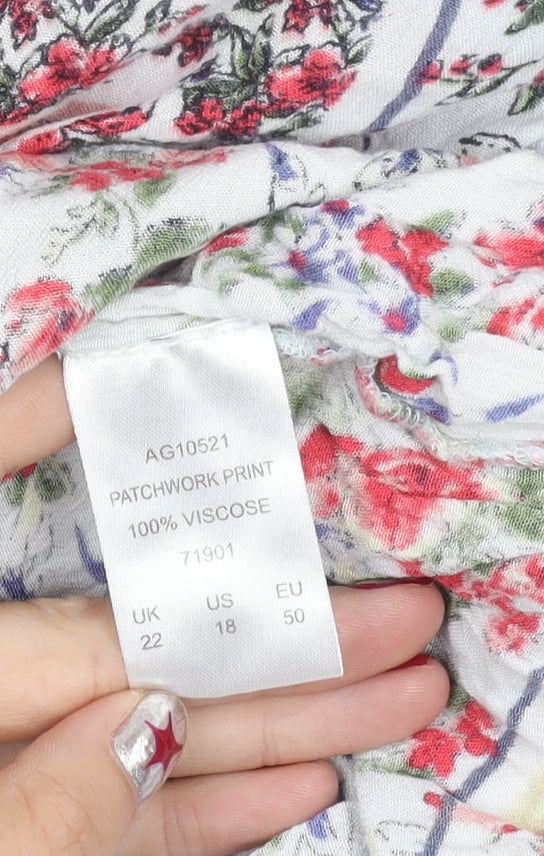 AG10521
PATCHWORK PRINT
100% VISCOSE
71901
UK US EU
22 18 50